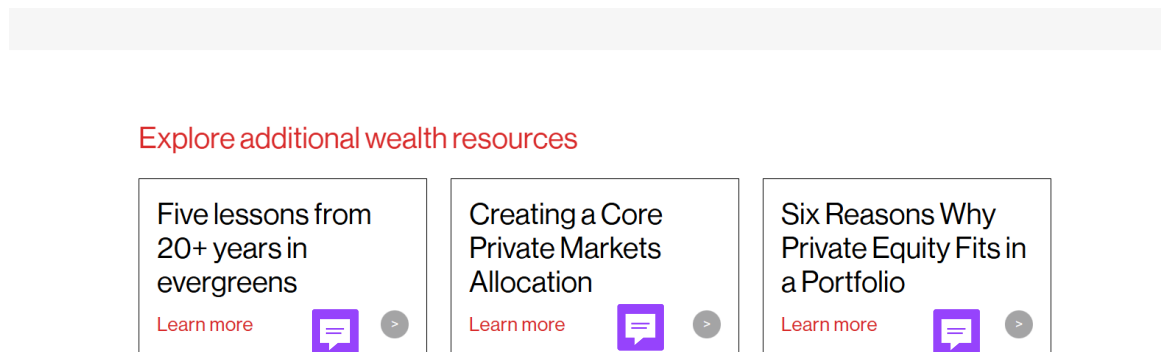 Explore additional wealth resources
Five lessons from
20+ years in
evergreens
Learn more
>
Creating a Core
Private Markets
Allocation
Learn more
>
Six Reasons Why
Private Equity Fits in
a Portfolio
Learn more
>